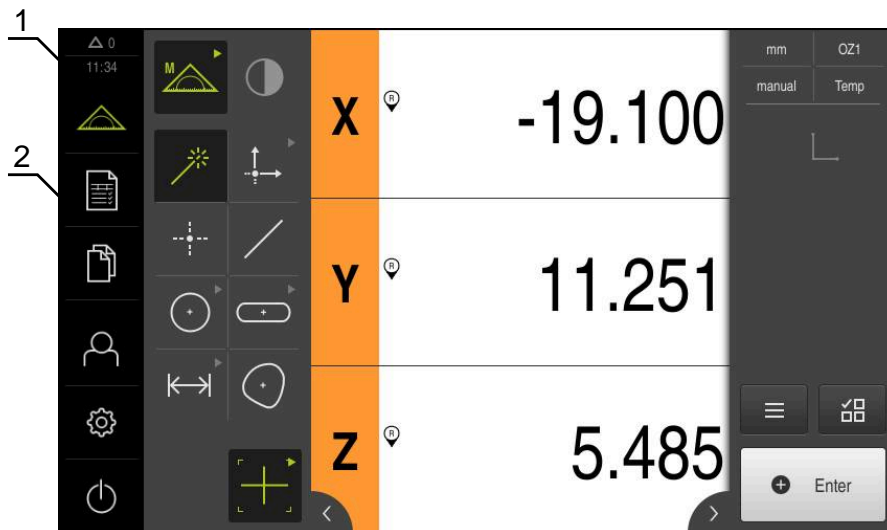 1
0
11:34
2
M
X
R
-19.100
Y
R
11.251
Z
R
5.485
mm
OZ1
manual
Temp
Enter